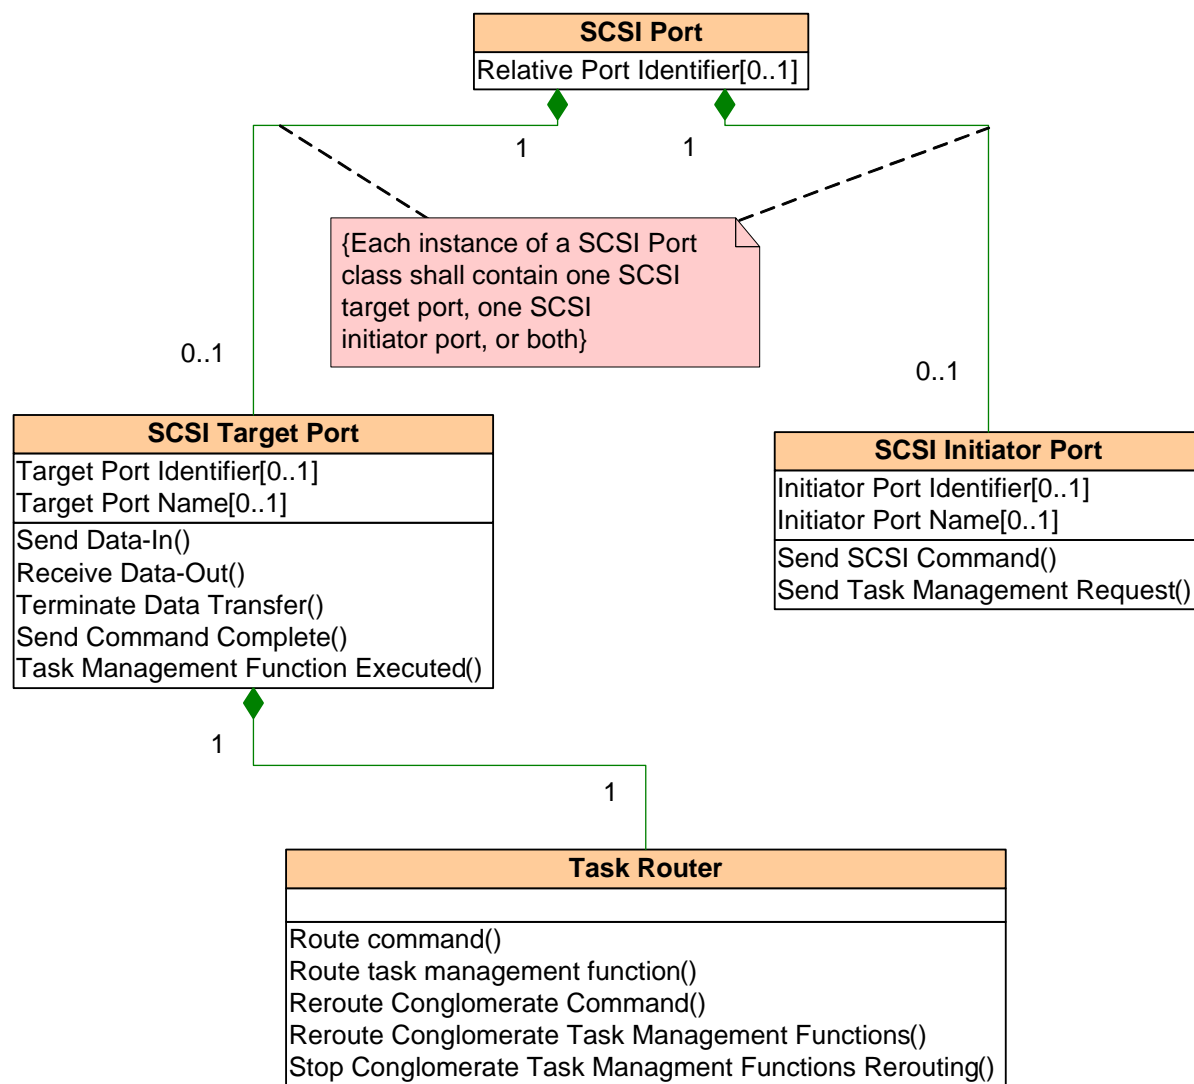 SCSI Port
Relative Port Identifier[0..1]
1
1
{Each instance of a SCSI Port
class shall contain one SCSI
target port, one SCSI
initiator port, or both}
0..1
0..1
SCSI Target Port
Target Port Identifier[0..1]
Target Port Name[0..1]
Send Data-In()
Receive Data-Out()
Terminate Data Transfer()
Send Command Complete()
Task Management Function Executed()
SCSI Initiator Port
Initiator Port Identifier[0..1]
Initiator Port Name[0..1]
Send SCSI Command()
Send Task Management Request()
1
1
Task Router
Route command()
Route task management function()
Reroute Conglomerate Command()
Reroute Conglomerate Task Management Functions()
Stop Conglomerate Task Managment Functions Rerouting()